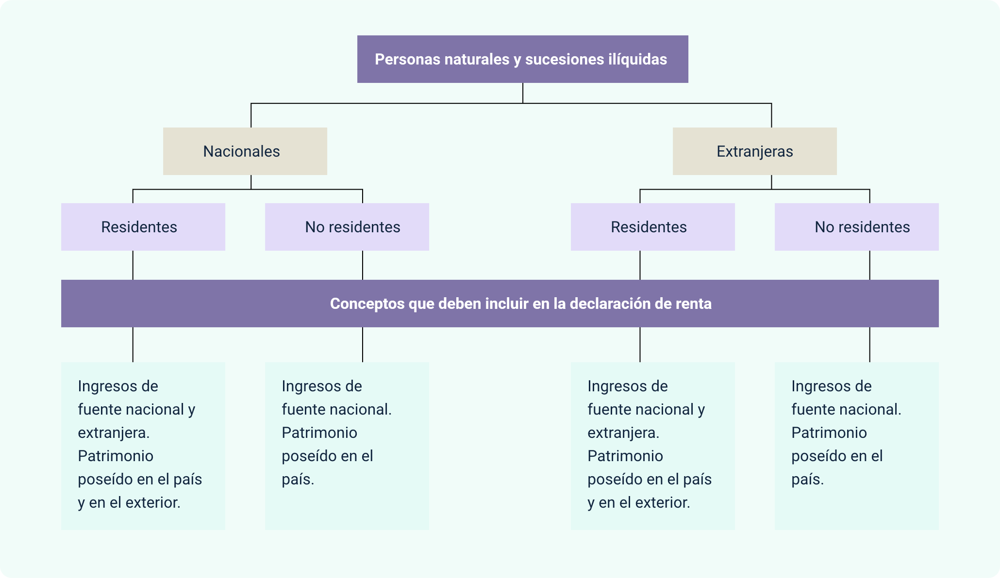 Personas naturales y sucesiones ilíquidas
Nacionales
Extranjeras
Residentes
No residentes
Residentes
No residentes
Conceptos que deben incluir en la declaración de renta
Ingresos de
fuente nacional y
extranjera.
Patrimonio
poseído en el país
y en el exterior.
Ingresos de
fuente nacional.
Patrimonio
poseído en el
país.
Ingresos de
fuente nacional y
extranjera.
Patrimonio
poseído en el país
y en el exterior.
Ingresos de
fuente nacional.
Patrimonio
poseído en el
país.